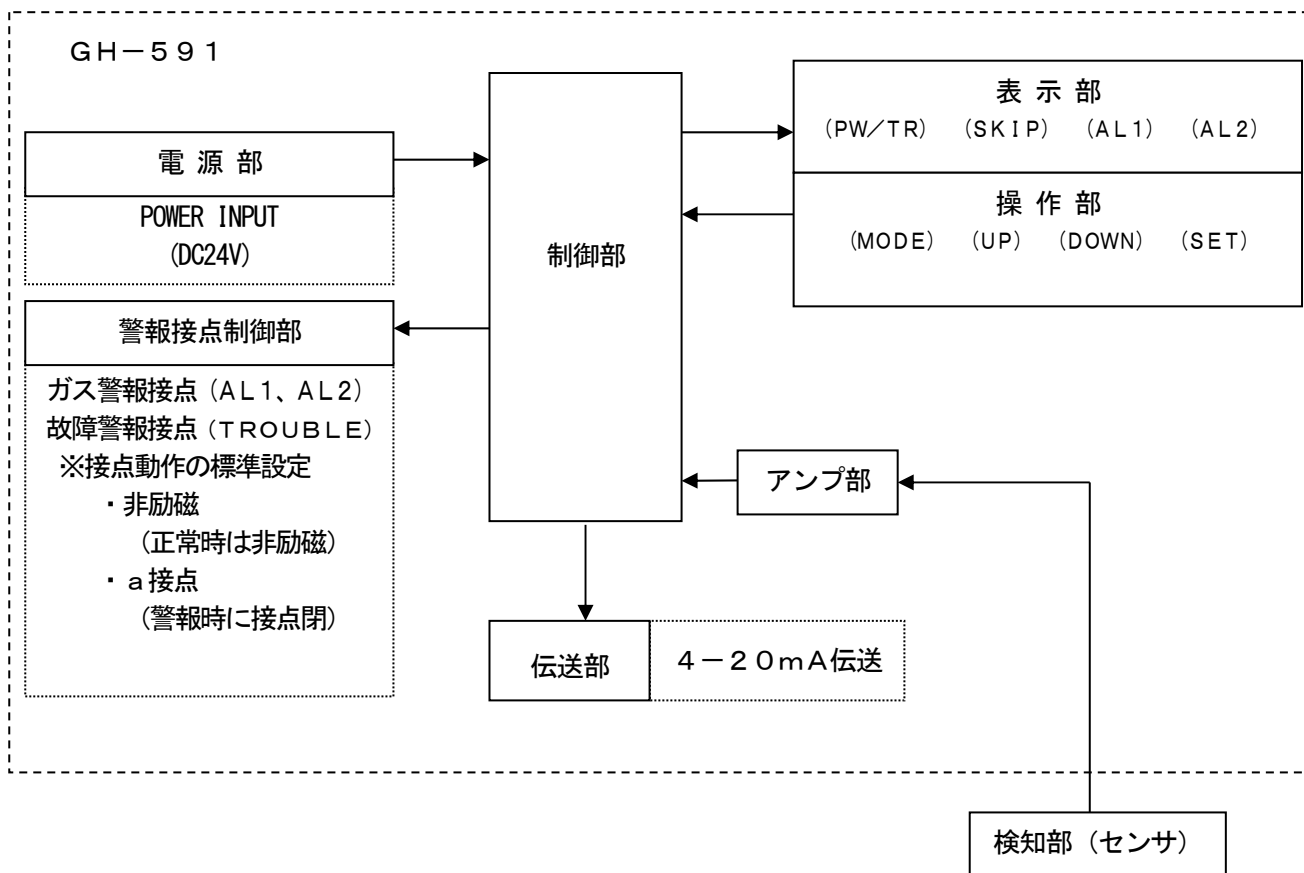 GH－591
表 示 部
(PW／TR) (SKIP) (AL1) (AL2)
操 作 部
(MODE) (UP) (DOWN) (SET)
電 源 部
POWER INPUT
(DC24V)
制御部
警報接点制御部
ガス警報接点(AL1、AL2)
故障警報接点(TROUBLE)
※接点動作の標準設定
・非励磁
(正常時は非励磁)
・a接点
(警報時に接点閉)
アンプ部
伝送部
4－20mA伝送
検知部(センサ)